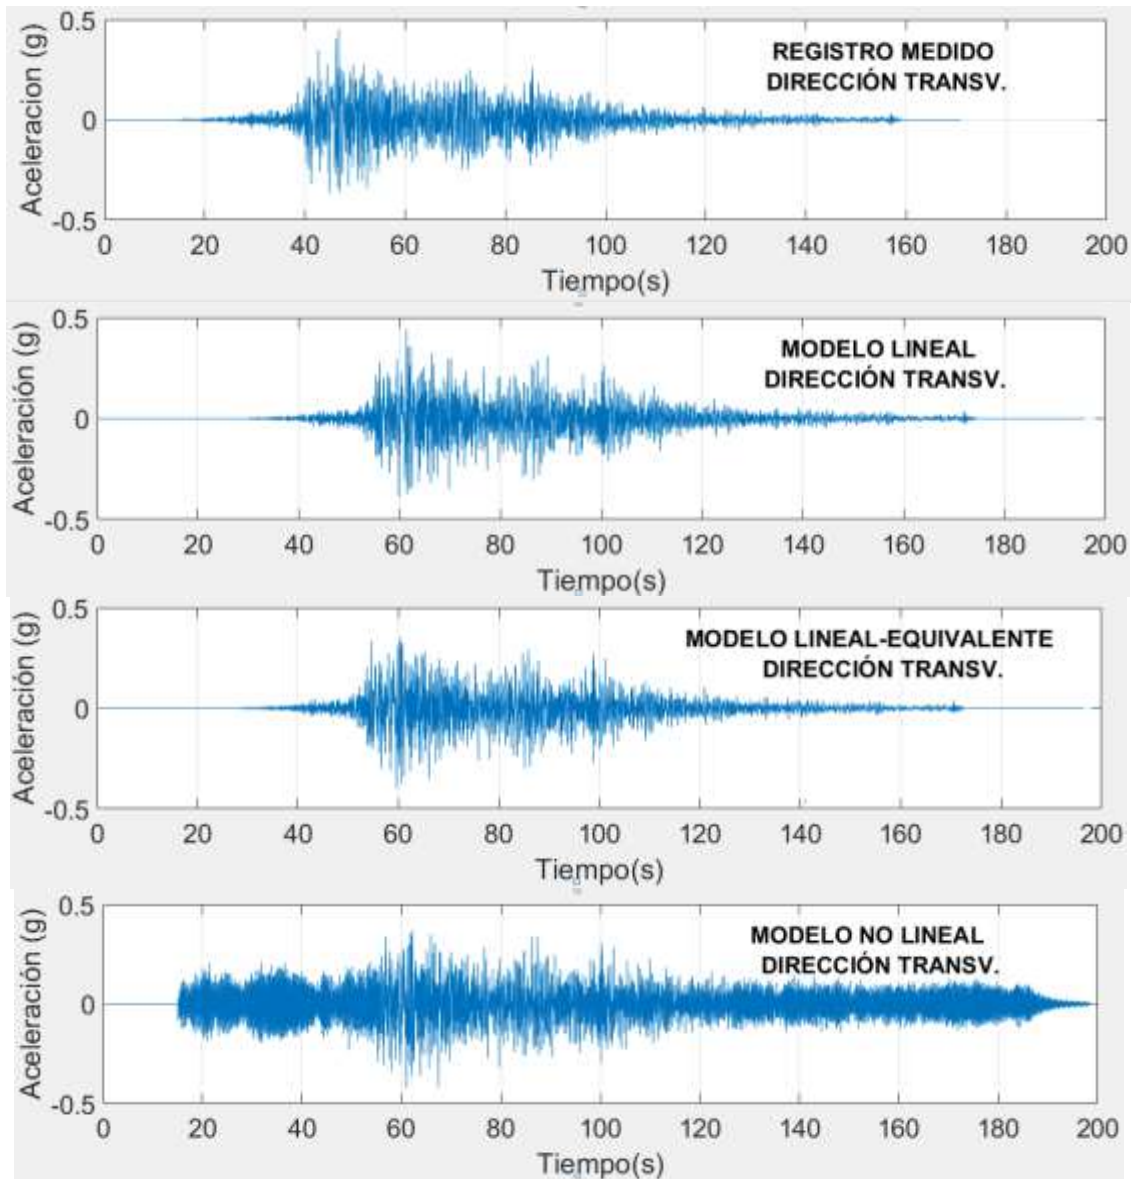 0.5
REGISTRO MEDIDO
DIRECCIÓN TRANSV.
Aceleracion (g)
0
-0.5
0 20 40 60 80 100 120 140 160 180 200
Tiempo(s)
0.5
MODELO LINEAL
DIRECCIÓN TRANSV.
Aceleración (g)
0
-0.5
0 20 40 60 80 100 120 140 160 180 200
Tiempo(s)
0.5
MODELO LINEAL-EQUIVALENTE
DIRECCIÓN TRANSV.
Aceleración (g)
0
-0.5
0 20 40 60 80 100 120 140 160 180 200
Tiempo(s)
0.5
MODELO NO LINEAL
DIRECCIÓN TRANSV.
Aceleración (g)
0
-0.5
0 20 40 60 80 100 120 140 160 180 200
Tiempo(s)